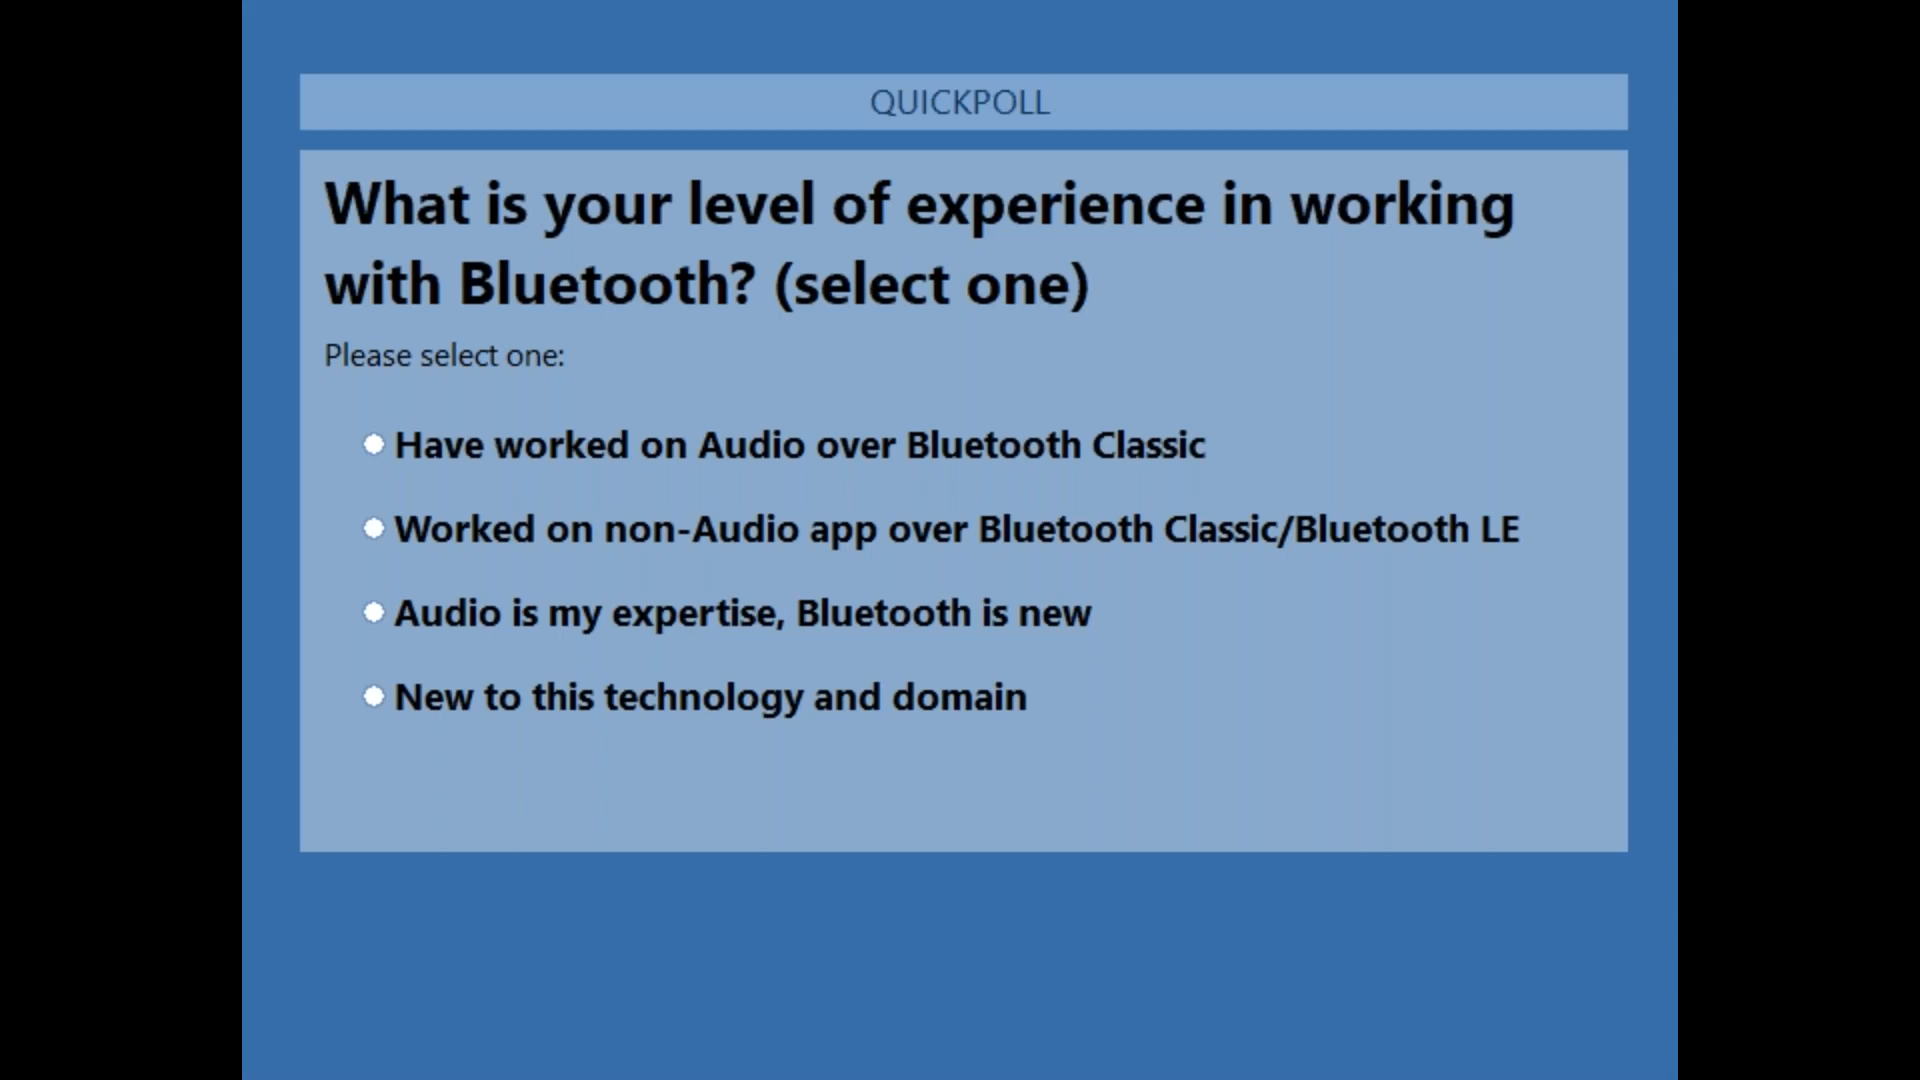 QUICKPOLL
What is your level of experience in working
with Bluetooth? (select one)
Please select one:
Have worked on Audio over Bluetooth Classic
Worked on non-Audio app over Bluetooth Classic/Bluetooth LE
Audio is my expertise, Bluetooth is new
New to this technology and domain